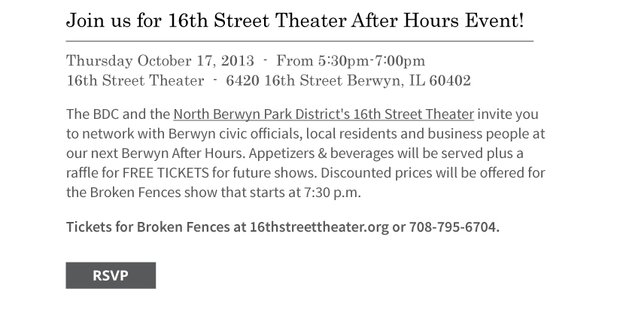 Join us for 16th Street Theater After Hours Event!
Thursday October 17, 2013 - From 5:30pm-7:00pm
16th Street Theater - 6420 16th Street Berwyn, IL 60402
The BDC and the North Berwyn Park District's 16th Street Theater invite you
to network with Berwyn civic officials, local residents and business people at
our next Berwyn After Hours. Appetizers & beverages will be served plus a
raffle for FREE TICKETS for future shows. Discounted prices will be offered for
the Broken Fences show that starts at 7:30 p.m.
Tickets for Broken Fences at 16thstreettheater.org or 708-795-6704.
RSVP